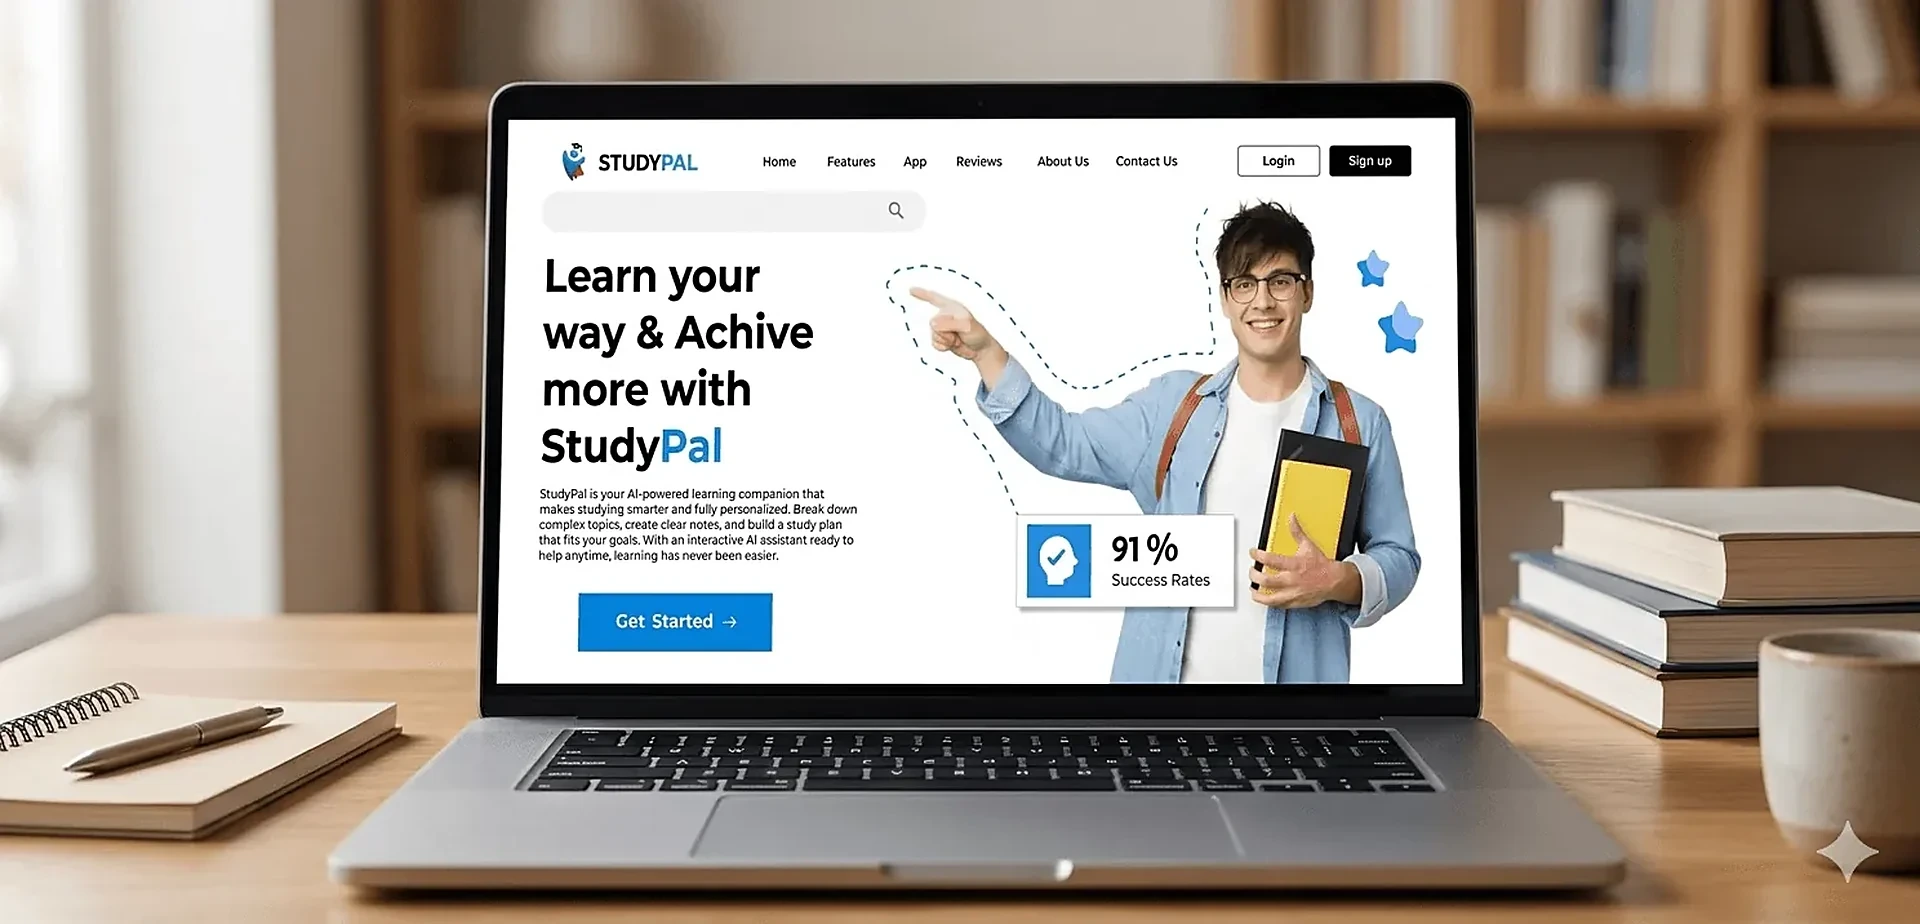 STUDYPAL
Home
Features
App
Reviews
About Us
Contact Us
Login
Sign up
Learn your
way & Achive
more with
StudyPal
StudyPal is your AI-powered learning companion that
makes studying smarter and fully personalized. Break down
complex topics, create clear notes, and build a study plan
that fits your goals. With an interactive AI assistant ready to
help anytime, learning has never been easier.
Get Started →
91%
Success Rates